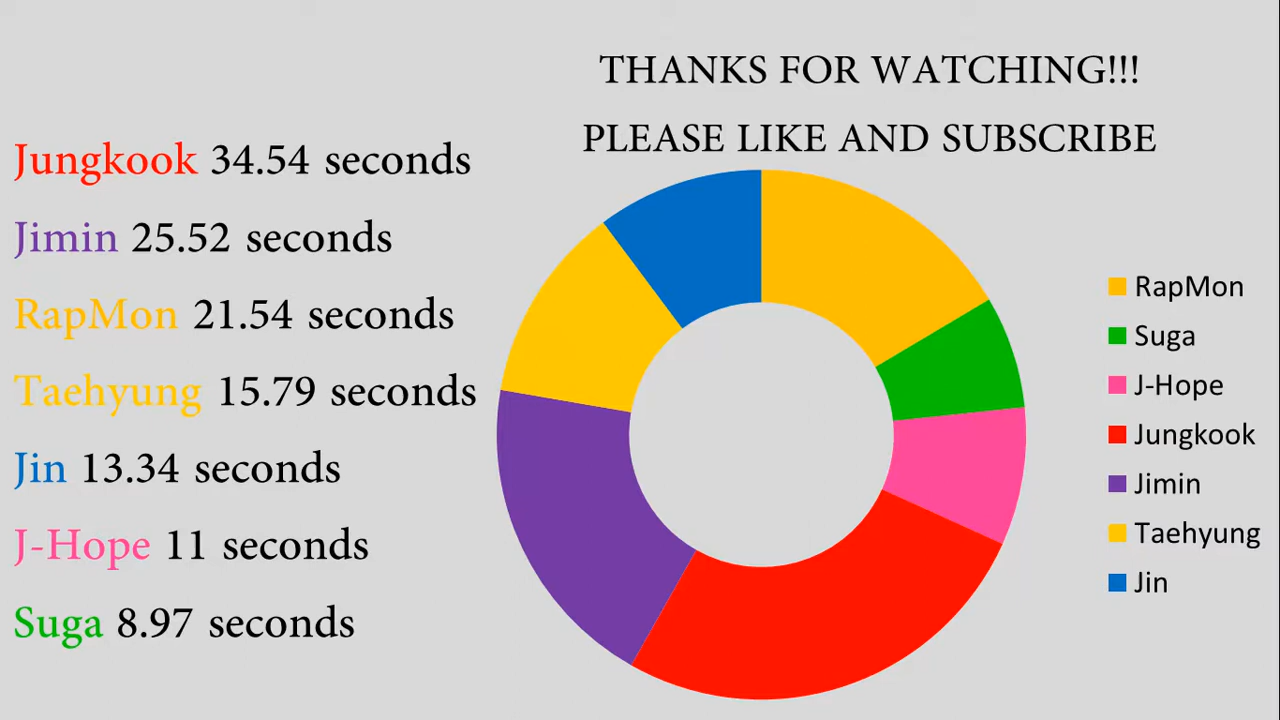 THANKS FOR WATCHING!!!
PLEASE LIKE AND SUBSCRIBE
Jungkook 34.54 seconds
Jimin 25.52 seconds
RapMon 21.54 seconds
Taehyung 15.79 seconds
Jin 13.34 seconds
J-Hope 11 seconds
Suga 8.97 seconds
RapMon
Suga
J-Hope
Jungkook
Jimin
Taehyung
Jin